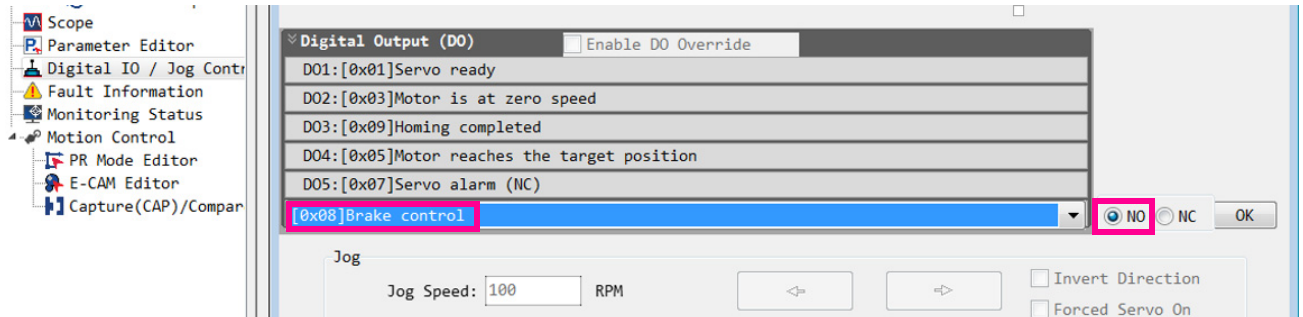 Scope
Parameter Editor
Digital IO / Jog Contr
Fault Information
Monitoring Status
Motion Control
PR Mode Editor
E-CAM Editor
Capture(CAP)/Compar
Digital Output (DO)
Enable DO Override
DO1:[0x01]Servo ready
DO2:[0x03]Motor is at zero speed
DO3:[0x09]Homing completed
DO4:[0x05]Motor reaches the target position
DO5:[0x07]Servo alarm (NC)
[0x08]Brake control
NO NC OK
Jog
Jog Speed: 100 RPM
Invert Direction
Forced Servo On